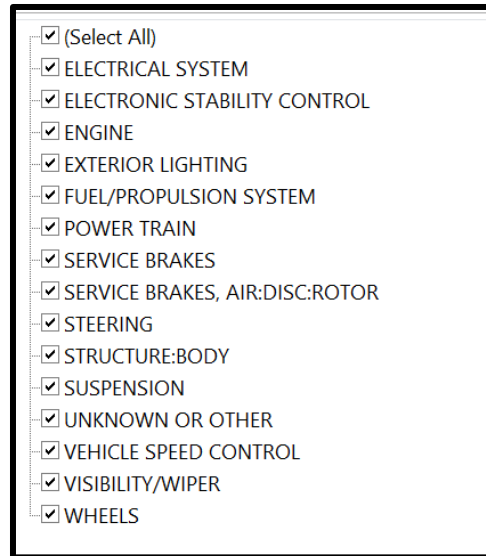 (Select All)
ELECTRICAL SYSTEM
ELECTRONIC STABILITY CONTROL
ENGINE
EXTERIOR LIGHTING
FUEL/PROPULSION SYSTEM
POWER TRAIN
SERVICE BRAKES
SERVICE BRAKES, AIR:DISC:ROTOR
STEERING
STRUCTURE:BODY
SUSPENSION
UNKNOWN OR OTHER
VEHICLE SPEED CONTROL
VISIBILITY/WIPER
WHEELS